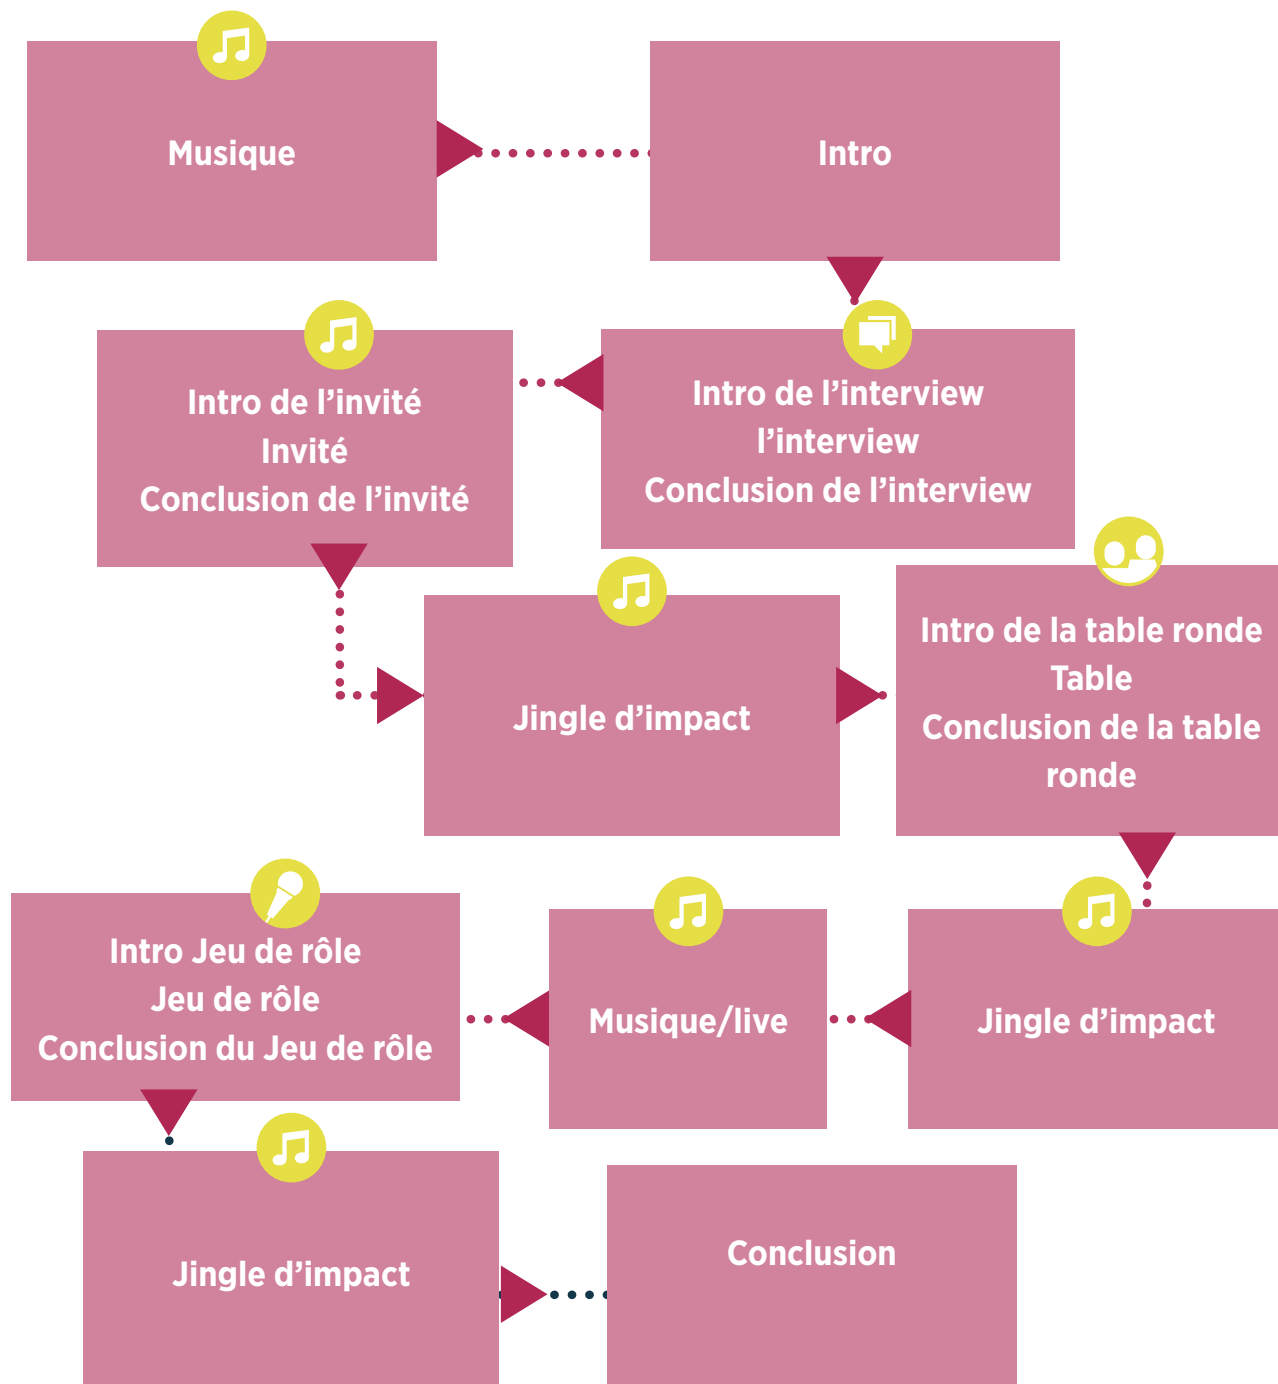 Musique
Intro
Intro de l’invité
Invité
Conclusion de l’invité
Intro de l’interview
l’interview
Conclusion de l’interview
Jingle d’impact
Intro de la table ronde
Table
Conclusion de la table
ronde
Intro Jeu de rôle
Jeu de rôle
Conclusion du Jeu de rôle
Musique/live
Jingle d’impact
Jingle d’impact
Conclusion